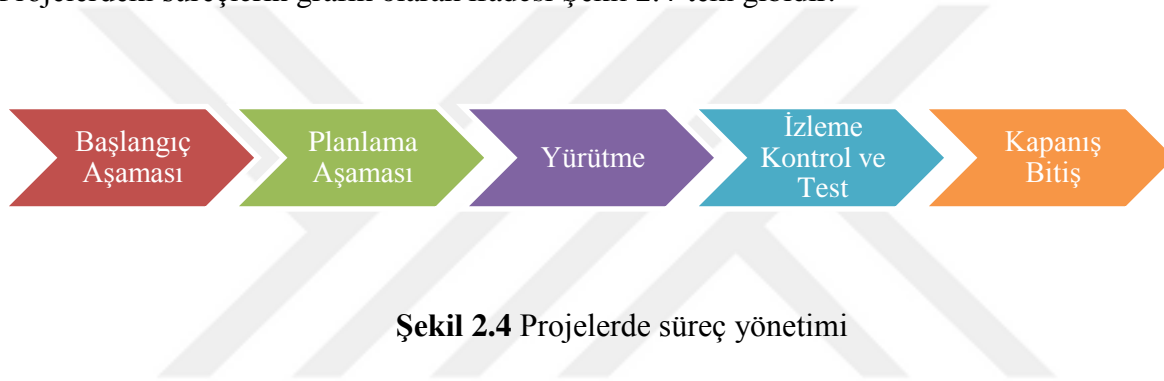 Başlangıç
Aşaması
Planlama
Aşaması
Yürütme
İzleme
Kontrol ve
Test
Kapanış
Bitiş
Şekil 2.4 Projelerde süreç yönetimi